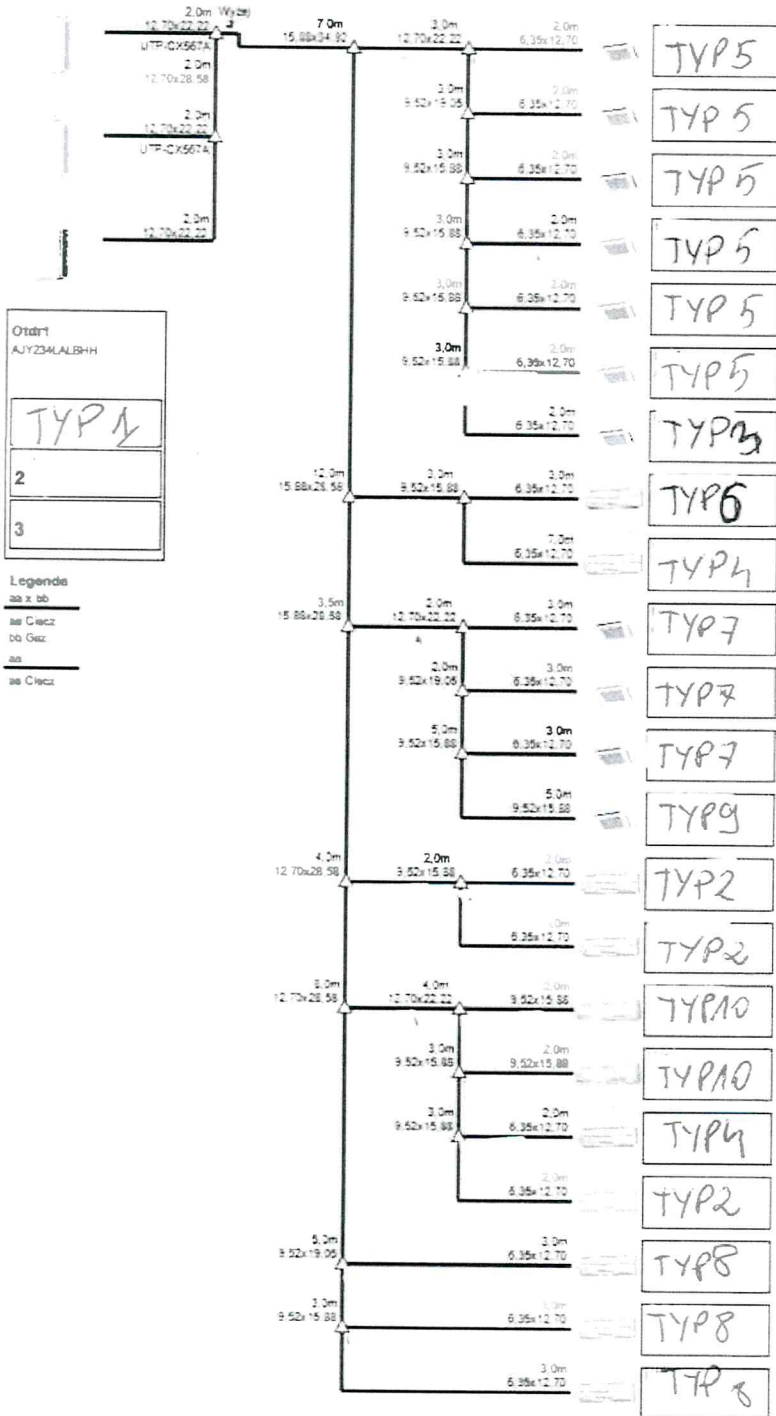 2,0m Wyżej
12,70x22,22
UTP-CX567A
2,0m
12,70x28,58
2,0m
12,70x22,22
UTP-CX567A
2,0m
12,70x22,22
AJY234LALBHH
TYP 1
2
3
Legenda
aa x bb
aa Ciecz
bb Gaz
aa
aa Ciecz
7,0m 3,0m 2,0m
15,88x34,92 12,70x22,22 6,35x12,70 TYP 5
3,0m 2,0m
9,52x19,05 6,35x12,70 TYP 5
3,0m 2,0m
9,52x15,88 6,35x12,70 TYP 5
3,0m 2,0m
9,52x15,88 6,35x12,70 TYP 5
3,0m 2,0m
9,52x15,88 6,35x12,70 TYP 5
3,0m 2,0m
9,52x15,88 6,35x12,70 TYP 5
2,0m
6,35x12,70 TYP3
12,0m 3,0m 3,0m
15,88x28,58 9,52x15,88 6,35x12,70 TYP6
7,0m
6,35x12,70 TYP4
3,5m 2,0m 3,0m
15,88x28,58 12,70x22,22 6,35x12,70 TYP 7
2,0m 3,0m
9,52x19,05 6,35x12,70 TYP7
5,0m 3,0m
9,52x15,88 6,35x12,70 TYP7
5,0m
9,52x15,88 TYP9
4,0m 2,0m 2,0m
12,70x28,58 9,52x15,88 6,35x12,70 TYP2
6,35x12,70 TYP2
4,0m 2,0m
12,70x28,58 12,70x22,22 9,52x15,88 TYP10
3,0m 2,0m
9,52x15,88 9,52x15,88 TYP10
3,0m 2,0m
9,52x15,88 6,35x12,70 TYP4
2,0m
6,35x12,70 TYP2
5,0m 3,0m
9,52x19,05 6,35x12,70 TYP8
3,0m 3,0m
9,52x15,88 6,35x12,70 TYP8
3,0m
6,35x12,70 TYP 8